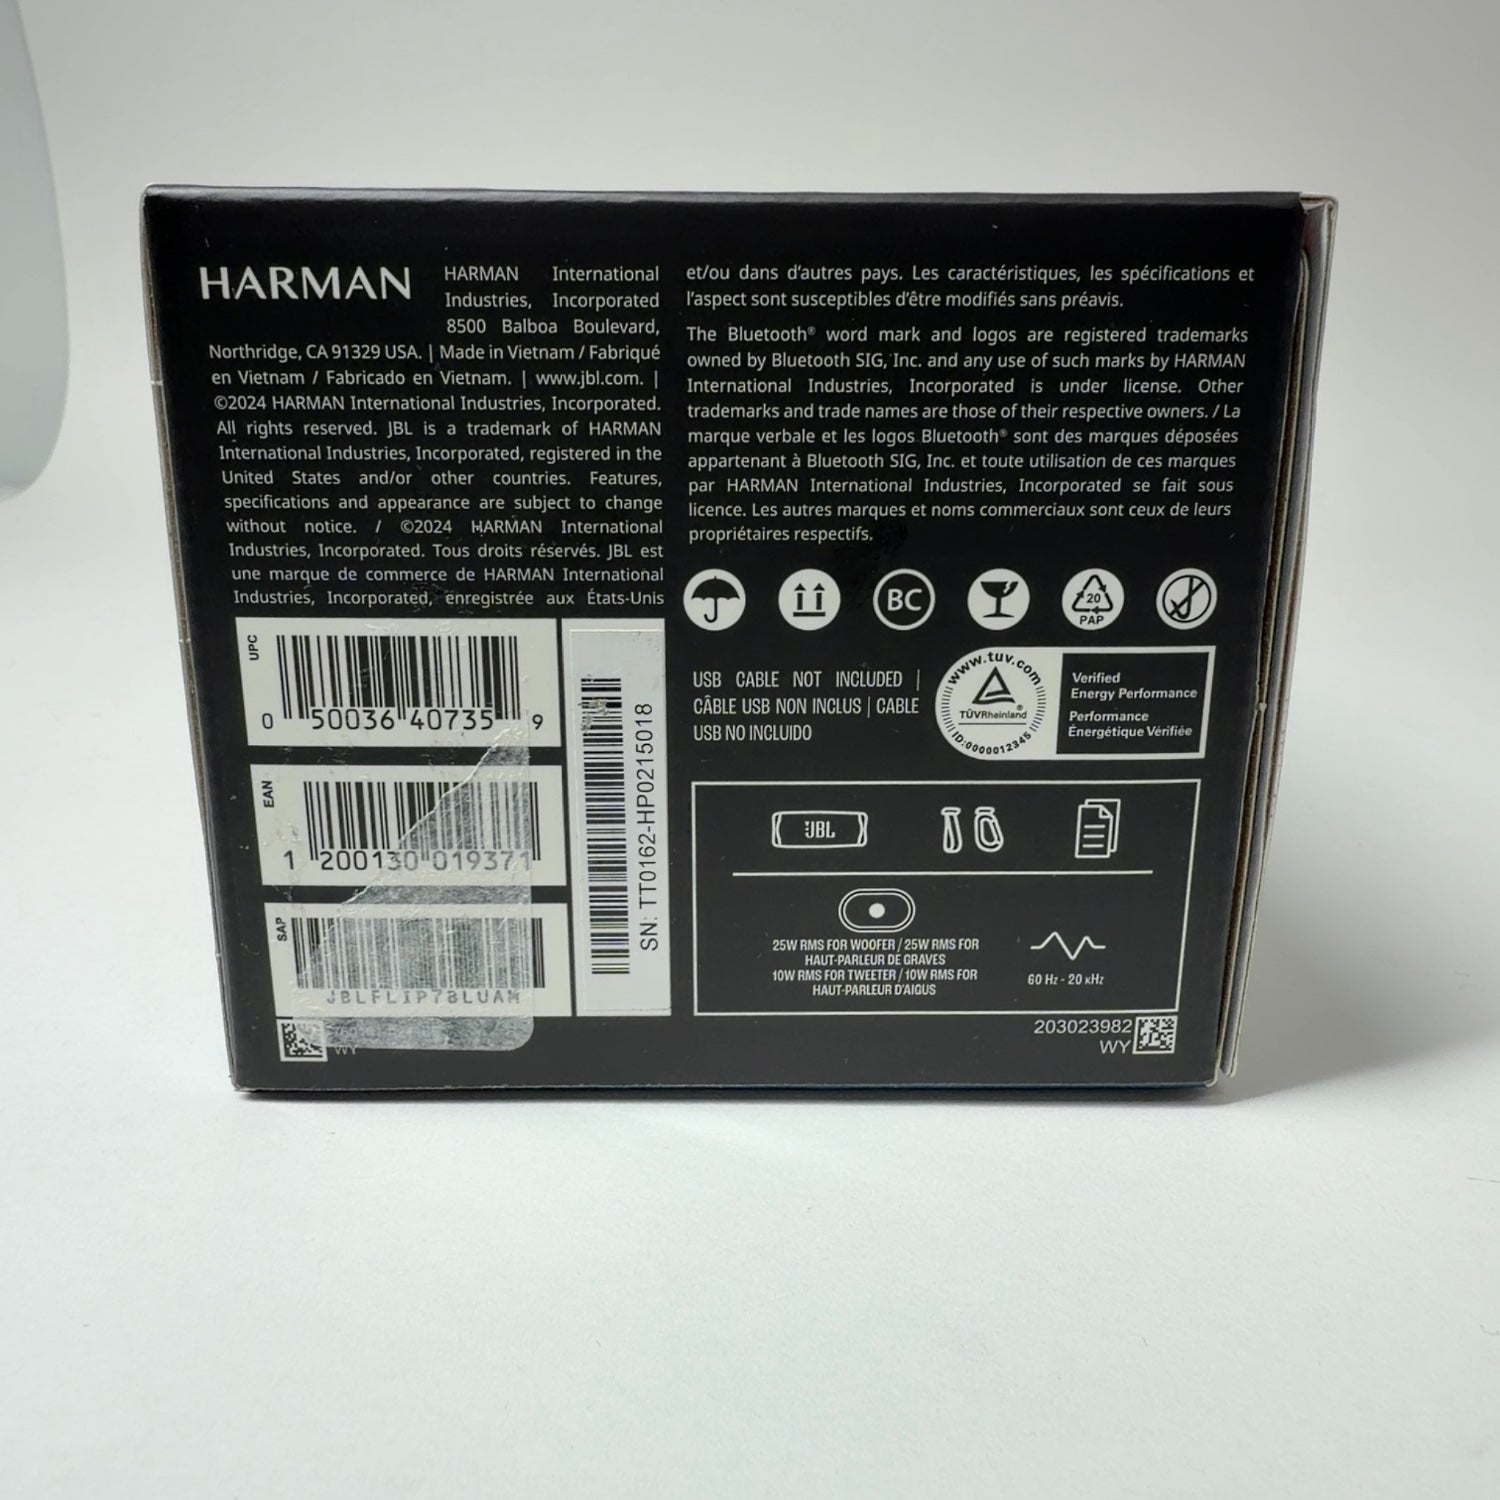 HARMAN
HARMAN International
Industries, Incorporated
8500 Balboa Boulevard,
Northridge, CA 91329 USA. | Made in Vietnam / Fabriqué
en Vietnam / Fabricado en Vietnam. | www.jbl.com. |
©2024 HARMAN International Industries, Incorporated.
All rights reserved. JBL is a trademark of HARMAN
International Industries, Incorporated, registered in the
United States and/or other countries. Features,
specifications and appearance are subject to change
without notice. / ©2024 HARMAN International
Industries, Incorporated. Tous droits réservés. JBL est
une marque de commerce de HARMAN International
Industries, Incorporated, enregistrée aux États-Unis
et/ou dans d'autres pays. Les caractéristiques, les spécifications et
l'aspect sont susceptibles d'être modifiés sans préavis.
The Bluetooth® word mark and logos are registered trademarks
owned by Bluetooth SIG, Inc. and any use of such marks by HARMAN
International Industries, Incorporated is under license. Other
trademarks and trade names are those of their respective owners. / La
marque verbale et les logos Bluetooth® sont des marques déposées
appartenant à Bluetooth SIG, Inc. et toute utilisation de ces marques
par HARMAN International Industries, Incorporated se fait sous
licence. Les autres marques et noms commerciaux sont ceux de leurs
propriétaires respectifs.
BC
20
PAP
UPC
0 50036 40735 9
EAN
1 200130 019371
SAP
JBLFLIP7BLUAM
WY
SN: TT0162-HP0215018
USB CABLE NOT INCLUDED |
CÂBLE USB NON INCLUS | CABLE
USB NO INCLUIDO
www.tuv.com
TÜVRheinland®
ID:0000012345
Verified
Energy Performance
Performance
Énergétique Vérifiée
JBL
25W RMS FOR WOOFER / 25W RMS FOR
HAUT-PARLEUR DE GRAVES
10W RMS FOR TWEETER / 10W RMS FOR
HAUT-PARLEUR D'AIGUS
60 Hz - 20 kHz
203023982
WY